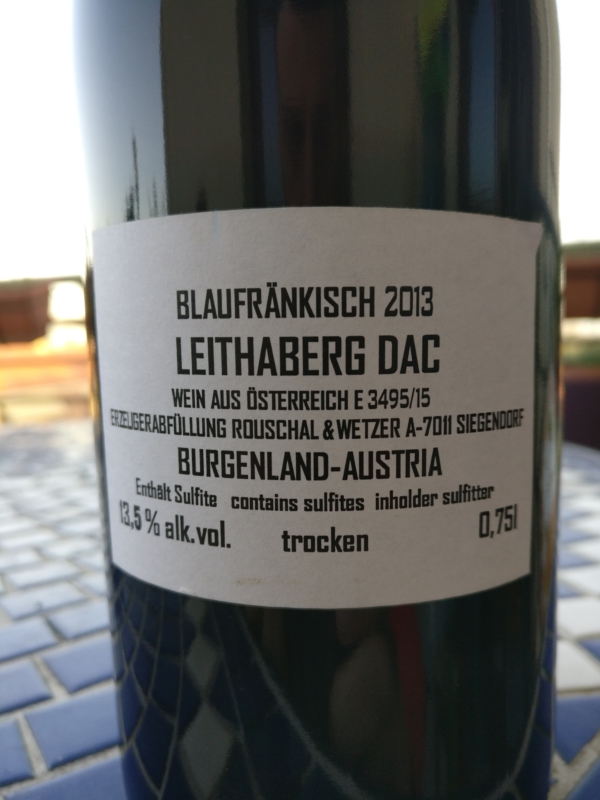 BLAUFRÄNKISCH 2013
LEITHABERG DAC
WEIN AUS ÖSTERREICH E 3495/15
ERZEUGERABFÜLLUNG ROUSCHAL & WETZER A-7011 SIEGENDORF
BURGENLAND-AUSTRIA
Enthält Sulfite contains sulfites inholder sulfitter
13,5 % alk.vol. trocken 0,75l